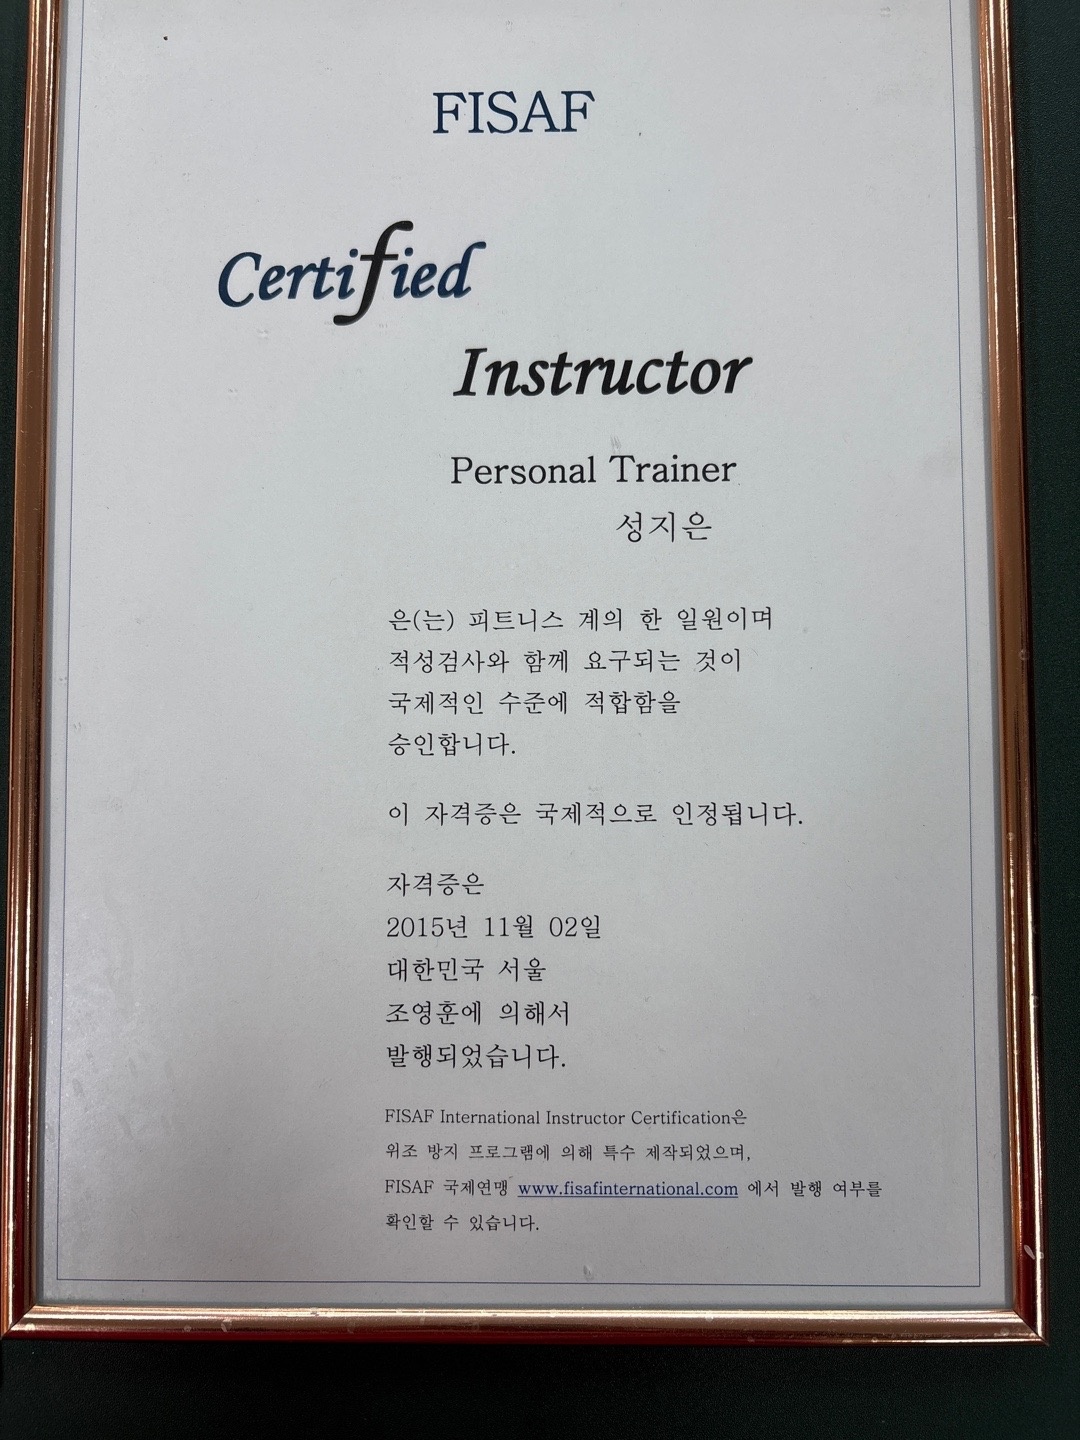 FISAF
Certified
Instructor
Personal Trainer
성지은
은(는) 피트니스 계의 한 일원이며
적성검사와 함께 요구되는 것이
국제적인 수준에 적합함을
승인합니다.
이 자격증은 국제적으로 인정됩니다.
자격증은
2015년 11월 02일
대한민국 서울
조영훈에 의해서
발행되었습니다.
FISAF International Instructor Certification은
위조 방지 프로그램에 의해 특수 제작되었으며,
FISAF 국제연맹 www.fisafinternational.com 에서 발행 여부를
확인할 수 있습니다.